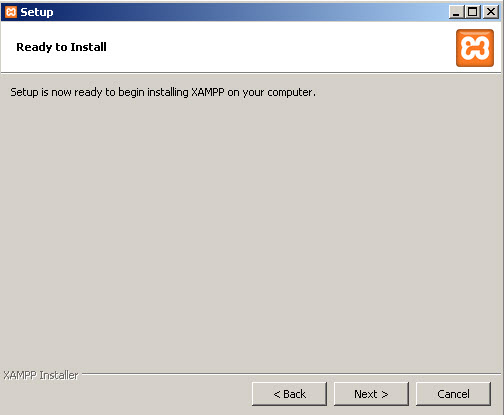 Setup
Ready to Install
Setup is now ready to begin installing XAMPP on your computer.
XAMPP Installer
< Back
Next >
Cancel